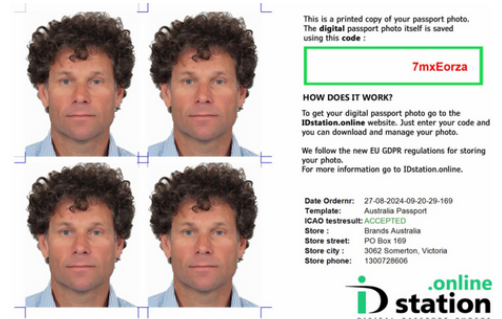 This is a printed copy of your passport photo.
The digital passport photo itself is saved
using this code :
7mxEorza
HOW DOES IT WORK?
To get your digital passport photo go to the
IDstation.online website. Just enter your code and
you can download and manage your photo.
We follow the new EU GDPR regulations for storing
your photo.
For more information go to IDstation.online.
Date Ordernr: 27-08-2024-09-20-29-169
Template: Australia Passport
ICAO testresult: ACCEPTED
Store : Brands Australia
Store street: PO Box 169
Store city : 3062 Somerton, Victoria
Store phone: 1300728606
.online
iD station
DIGITAL PASSPORT PHOTOS